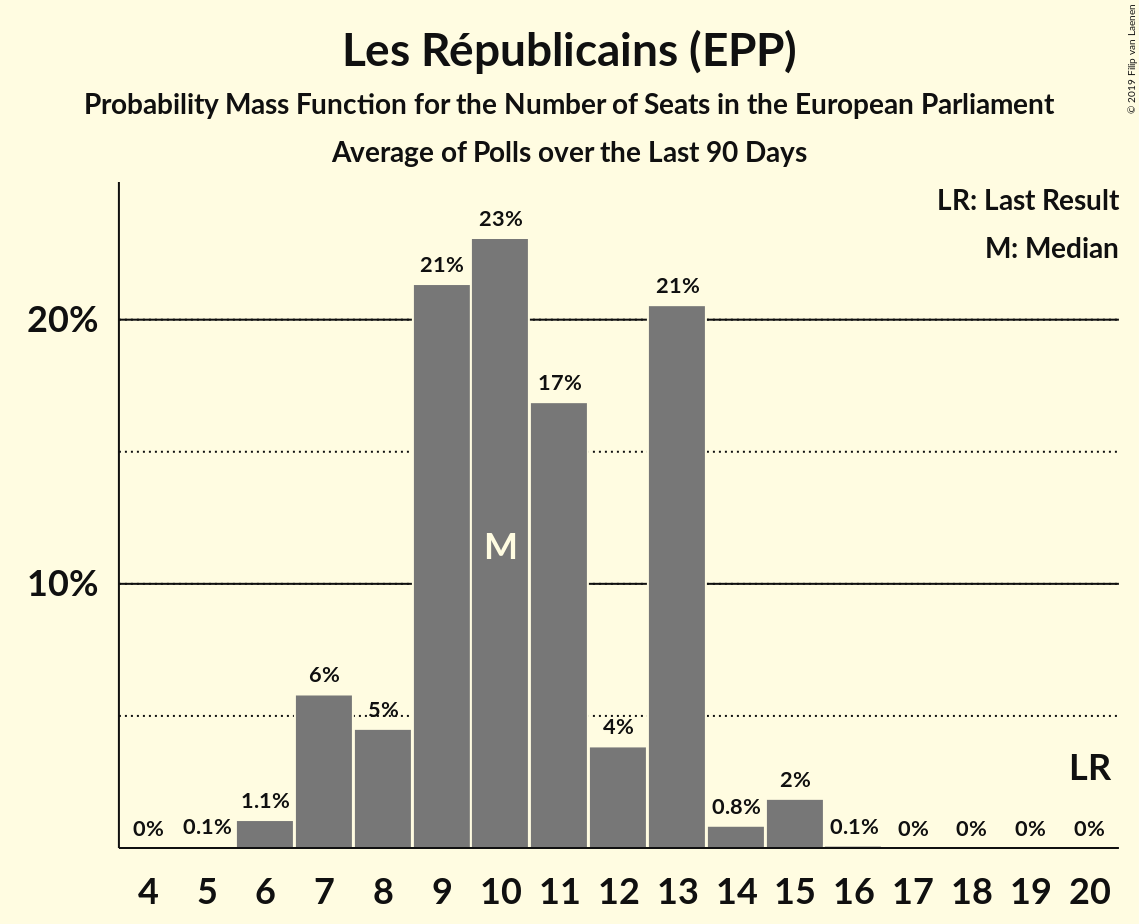 Les Républicains (EPP)
Probability Mass Function for the Number of Seats in the European Parliament
Average of Polls over the Last 90 Days
© 2019 Filip van Laenen
LR: Last Result
M: Median
20%
10%
0% 0.1% 1.1% 6% 5% 21% 23% 17% 4% 21% 0.8% 2% 0.1% 0% 0% 0% 0%
M
LR
4 5 6 7 8 9 10 11 12 13 14 15 16 17 18 19 20